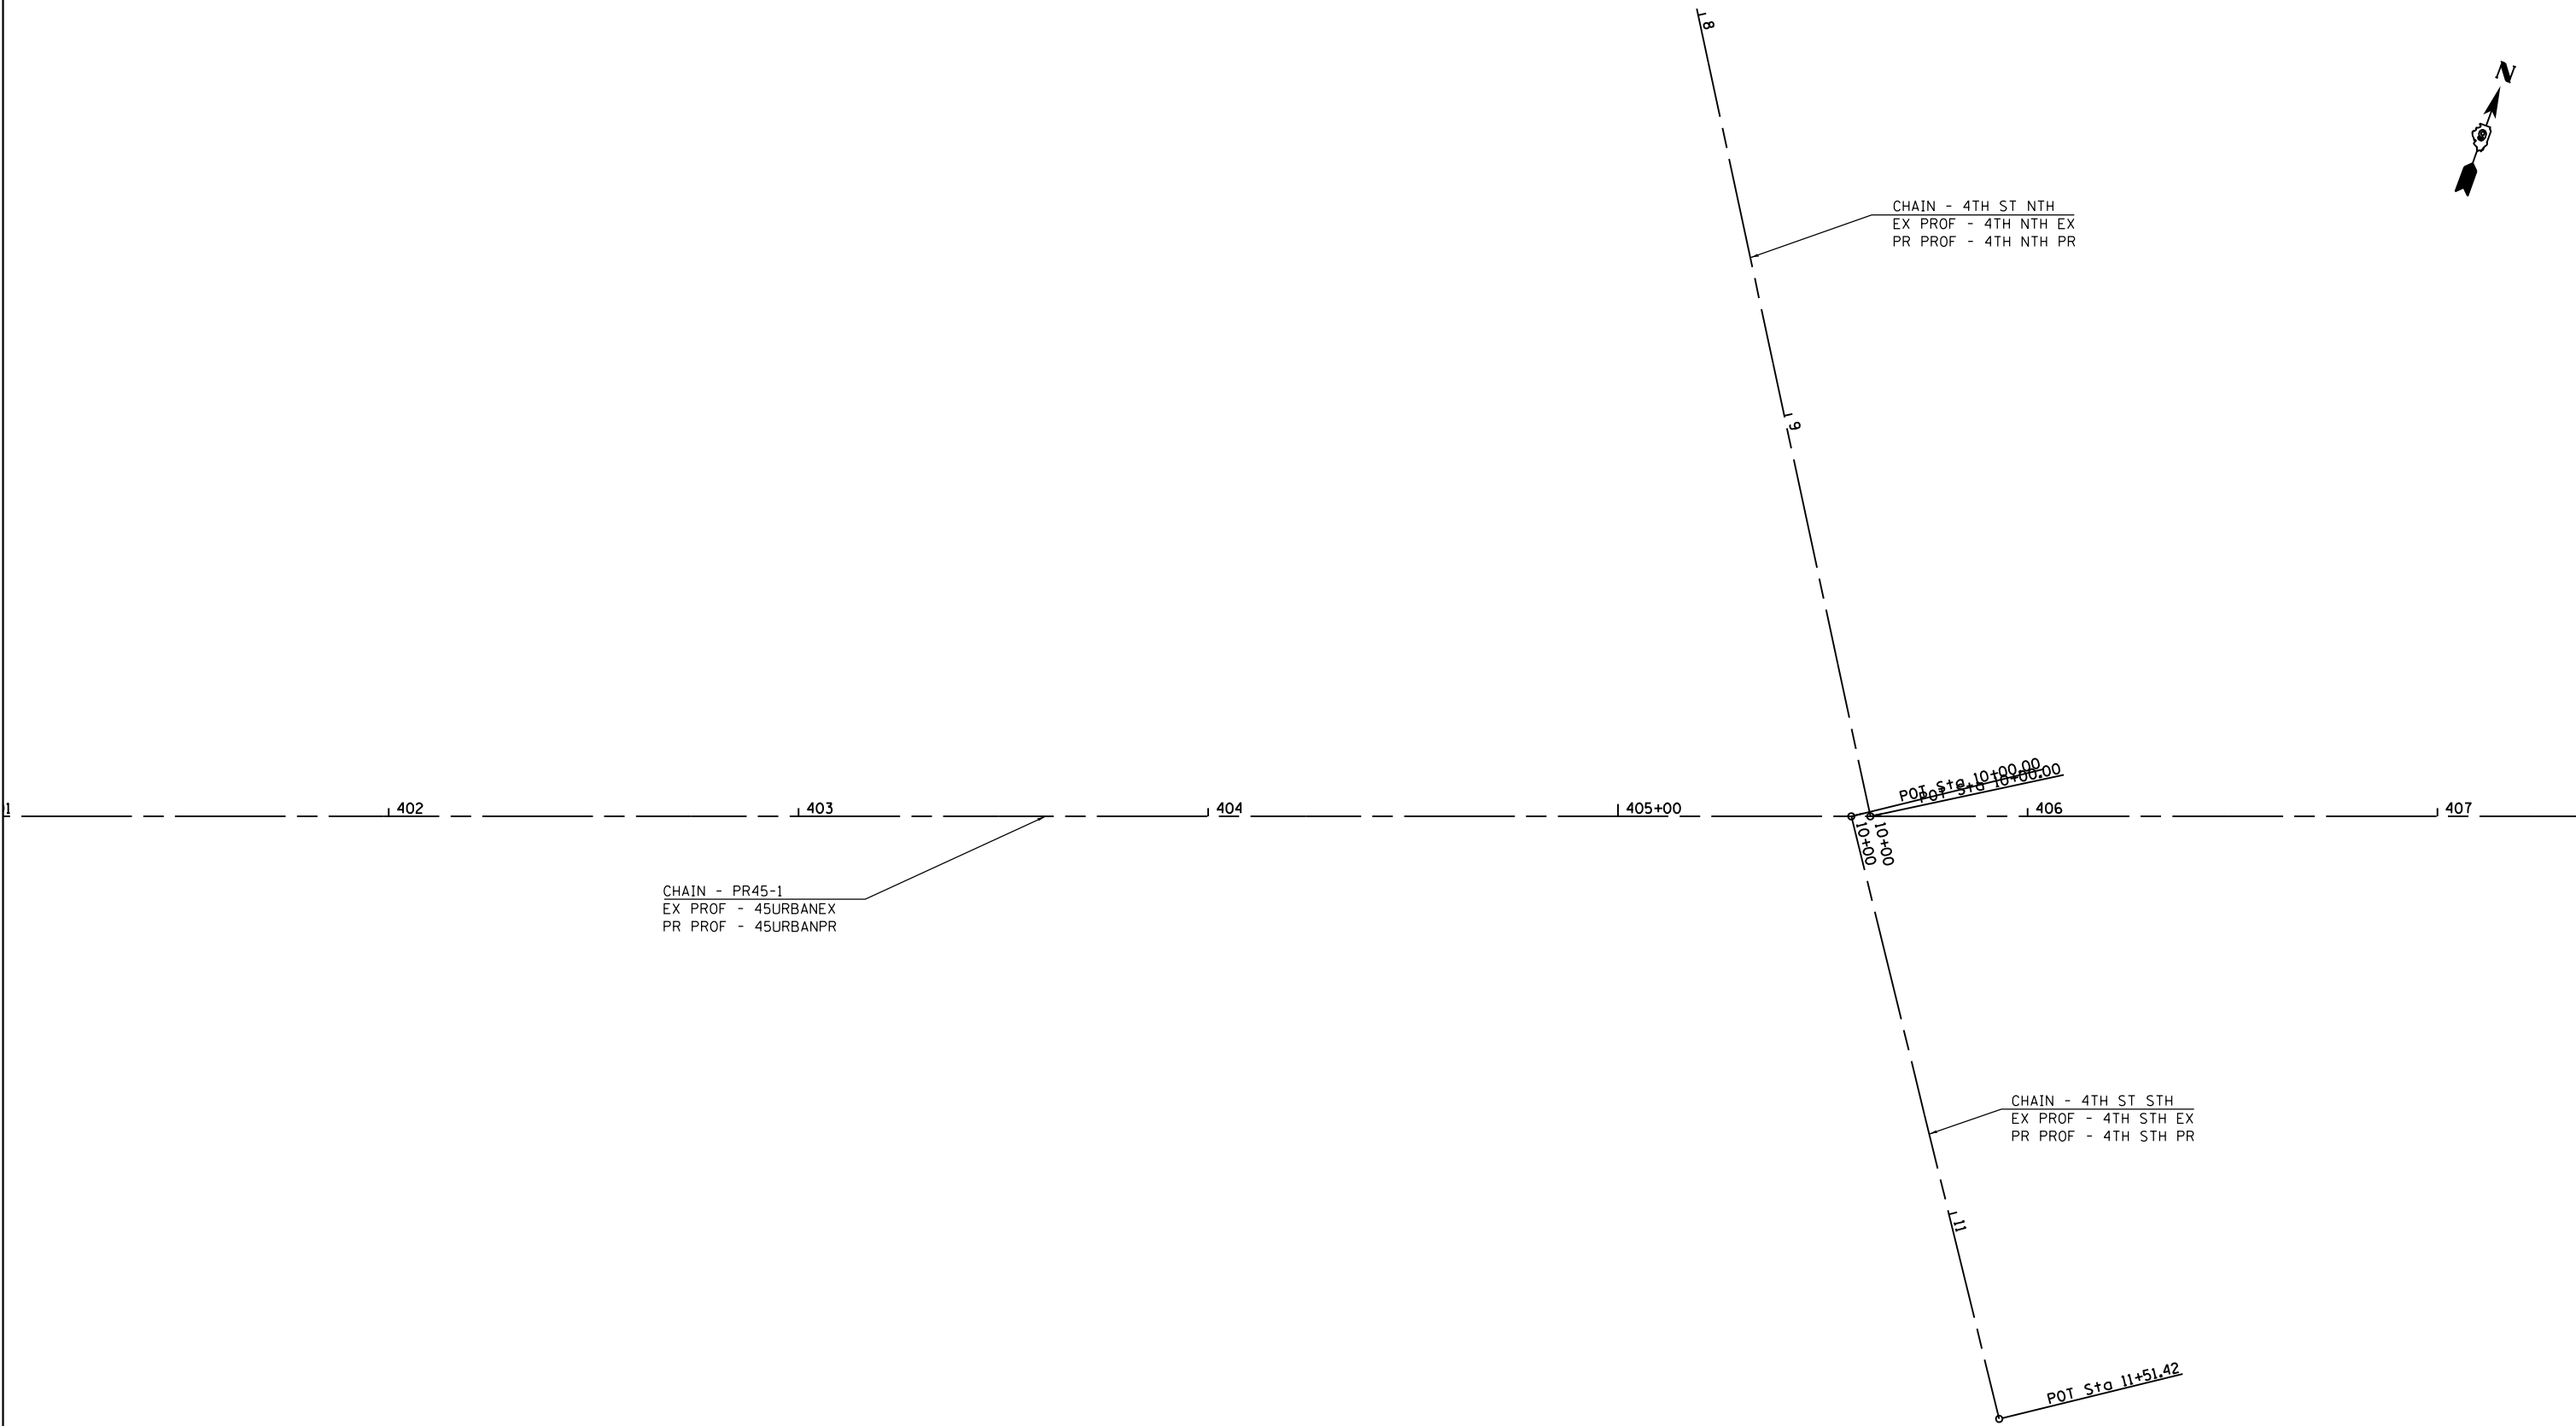 8
N
CHAIN - 4TH ST NTH
EX PROF - 4TH NTH EX
PR PROF - 4TH NTH PR
9
POT Sta 10+00.00
POT Sta 10+00.00
1
402
403
404
405+00
406
407
10+00
10+00
CHAIN - PR45-1
EX PROF - 45URBANEX
PR PROF - 45URBANPR
CHAIN - 4TH ST STH
EX PROF - 4TH STH EX
PR PROF - 4TH STH PR
11
POT Sta 11+51.42